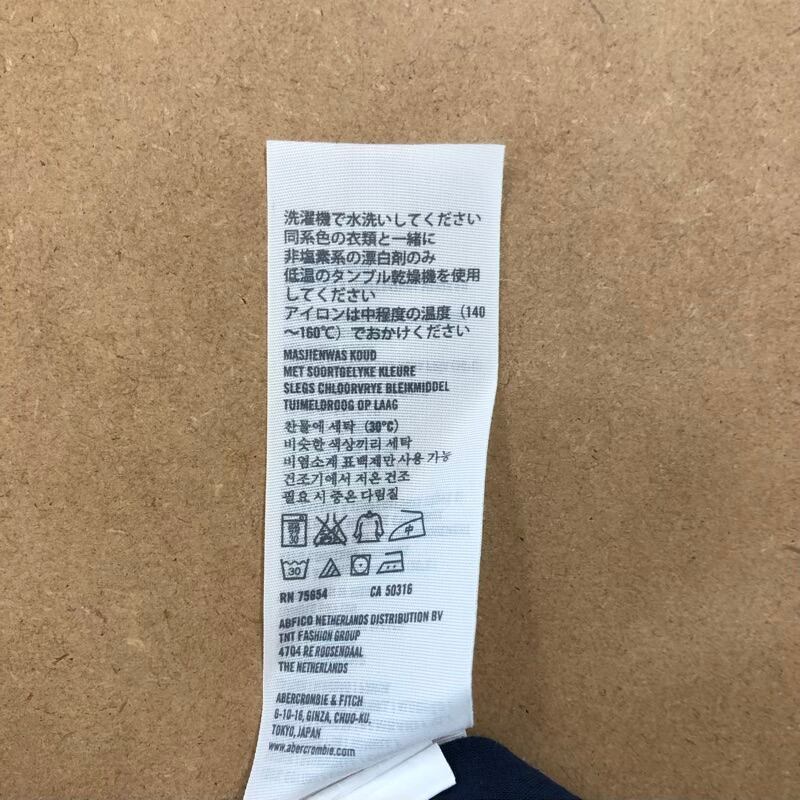 洗濯機で水洗いしてください
同系色の衣類と一緒に
非塩素系の漂白剤のみ
低温のタンブル乾燥機を使用
してください
アイロンは中程度の温度（140
～160℃）でおかけください
MASJIENWAS KOUD
MET SOORTGELYKE KLEURE
SLEGS CHLOORVRYE BLEIKMIDDEL
TUIMELDROOG OP LAAG
찬물에 세탁 (30°C)
비슷한 색상끼리 세탁
비염소제 표백제만 사용 가능
건조기에서 저온 건조
필요 시 중온 다림질
30 中
30
RN 75654 CA 50316
ABFICO NETHERLANDS DISTRIBUTION BV
TNT FASHION GROUP
4704 RE ROOSENDAAL
THE NETHERLANDS
ABERCROMBIE & FITCH
6-10-16, GINZA, CHUO-KU.
TOKYO, JAPAN
www.abercrombie.com